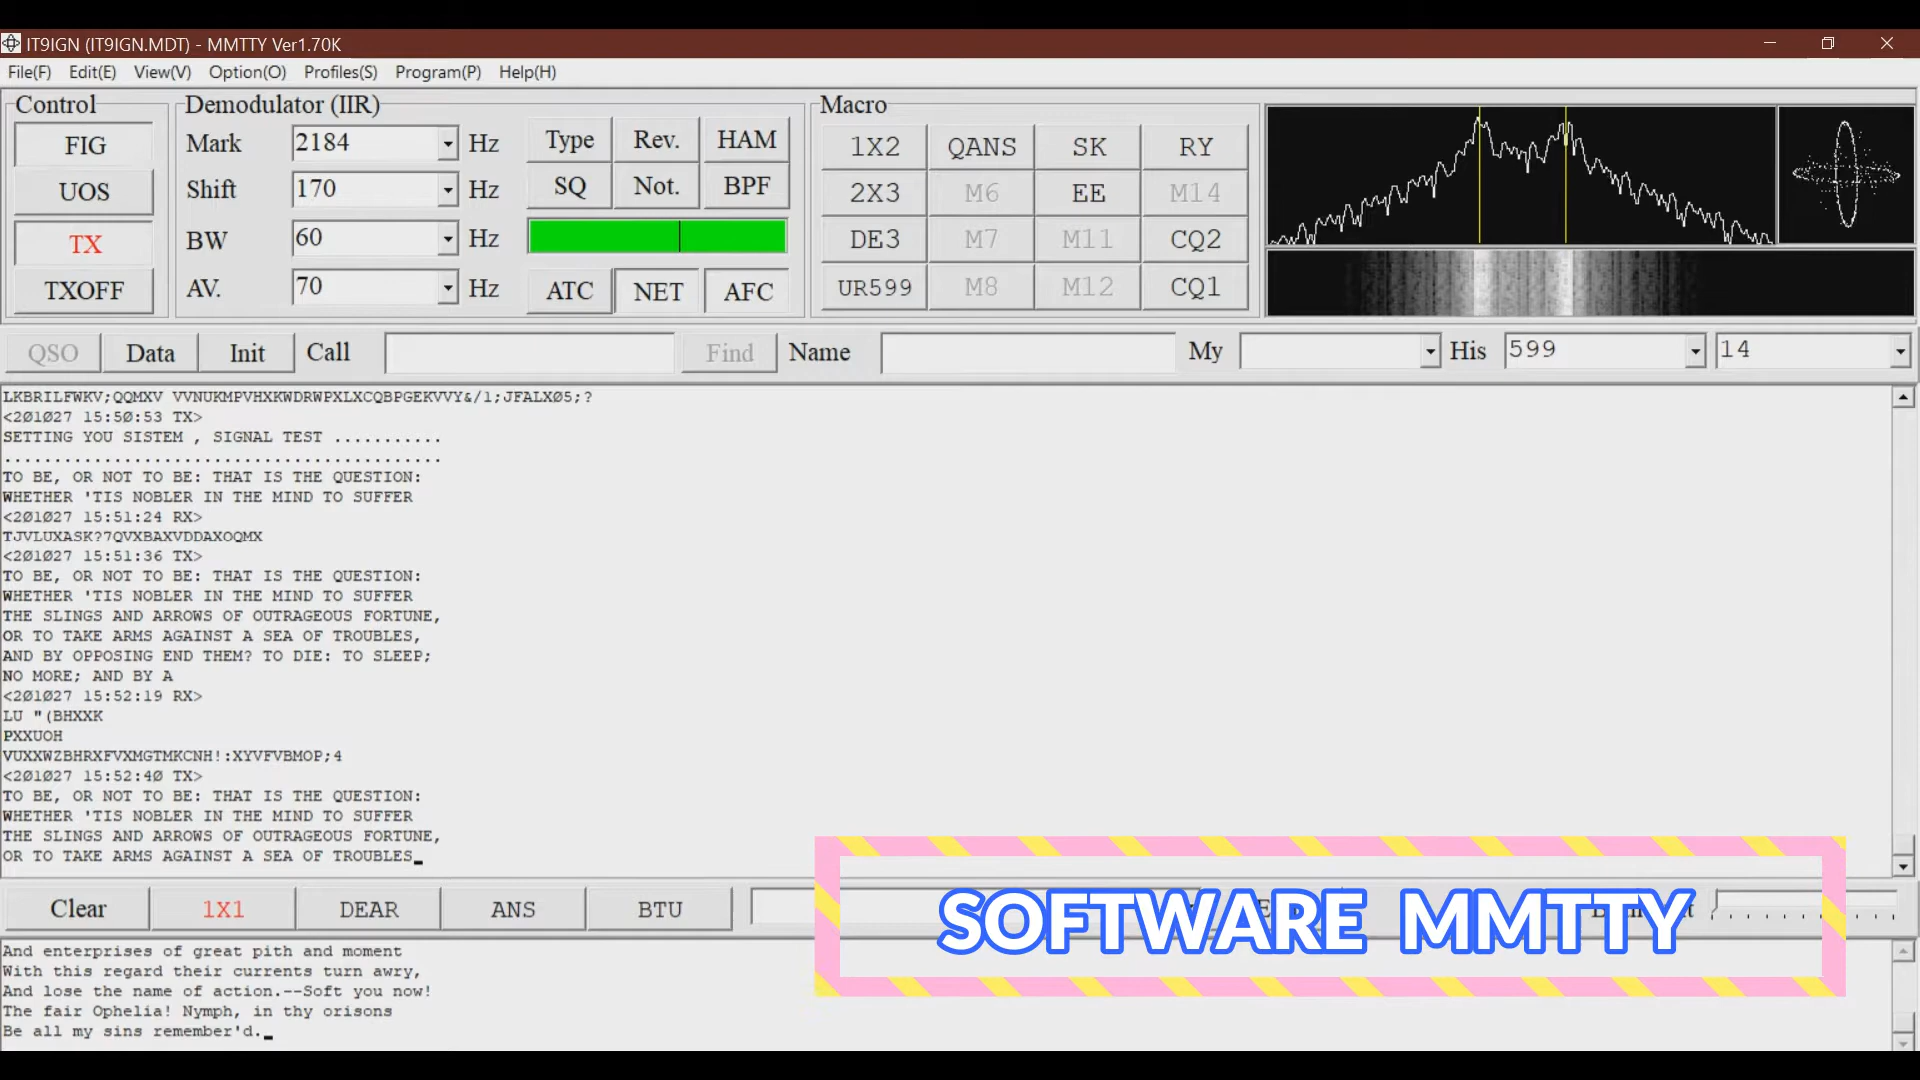 IT9IGN (IT9IGN.MDT) - MMTTY Ver1.70K
File(F) Edit(E) View(V) Option(O) Profiles(S) Program(P) Help(H)
Control Demodulator (IIR) Macro
FIG Mark 2184 Hz Type Rev. HAM 1X2 QANS SK RY
UOS Shift 170 Hz SQ Not. BPF 2X3 M6 EE M14
TX BW 60 Hz DE3 M7 M11 CQ2
TXOFF AV. 70 Hz ATC NET AFC UR599 M8 M12 CQ1
QSO Data Init Call Find Name My His 599 14
LKBRILFWKV;QQMXV VVNUKMPVHXKWDRWPXLXCQBPGEKVVY&/1;JFALXØ5;?
<2Ø1Ø27 15:5Ø:53 TX>
SETTING YOU SISTEM , SIGNAL TEST ...........
............................................
TO BE, OR NOT TO BE: THAT IS THE QUESTION:
WHETHER 'TIS NOBLER IN THE MIND TO SUFFER
<2Ø1Ø27 15:51:24 RX>
TJVLUXASK?7QVXBAXVDDAXOQMX
<2Ø1Ø27 15:51:36 TX>
TO BE, OR NOT TO BE: THAT IS THE QUESTION:
WHETHER 'TIS NOBLER IN THE MIND TO SUFFER
THE SLINGS AND ARROWS OF OUTRAGEOUS FORTUNE,
OR TO TAKE ARMS AGAINST A SEA OF TROUBLES,
AND BY OPPOSING END THEM? TO DIE: TO SLEEP;
NO MORE; AND BY A
<2Ø1Ø27 15:52:19 RX>
LU "(BHXXK
PXXUOH
VUXXWZBHRXFVXMGTMKCNH!:XYVFVBMOP;4
<2Ø1Ø27 15:52:4Ø TX>
TO BE, OR NOT TO BE: THAT IS THE QUESTION:
WHETHER 'TIS NOBLER IN THE MIND TO SUFFER
THE SLINGS AND ARROWS OF OUTRAGEOUS FORTUNE,
OR TO TAKE ARMS AGAINST A SEA OF TROUBLES
Clear 1X1 DEAR ANS BTU
SOFTWARE MMTTY
And enterprises of great pith and moment
With this regard their currents turn awry,
And lose the name of action.--Soft you now!
The fair Ophelia! Nymph, in thy orisons
Be all my sins remember'd.